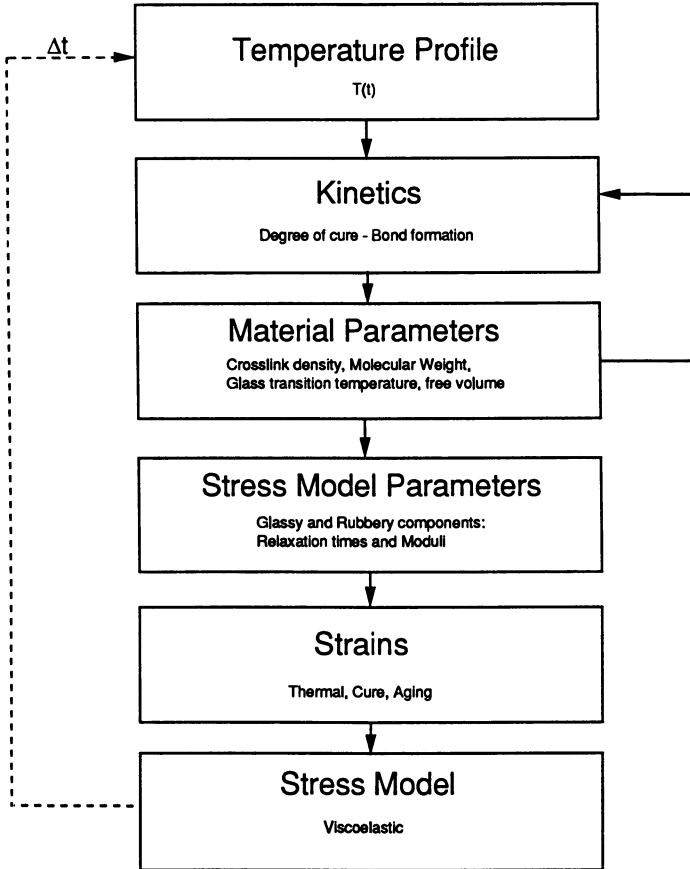 Δt
Temperature Profile
T(t)
Kinetics
Degree of cure - Bond formation
Material Parameters
Crosslink density, Molecular Weight,
Glass transition temperature, free volume
Stress Model Parameters
Glassy and Rubbery components:
Relaxation times and Moduli
Strains
Thermal, Cure, Aging
Stress Model
Viscoelastic